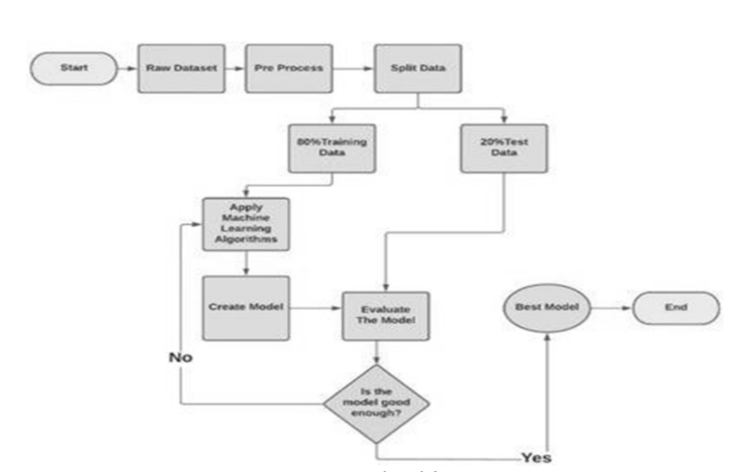 Start
Raw Dataset
Pre Process
Split Data
80%Training
Data
20%Test
Data
Apply
Machine
Learning
Algorithms
Create Model
Evaluate
The Model
Best Model
End
No
Is the
model good
enough?
Yes